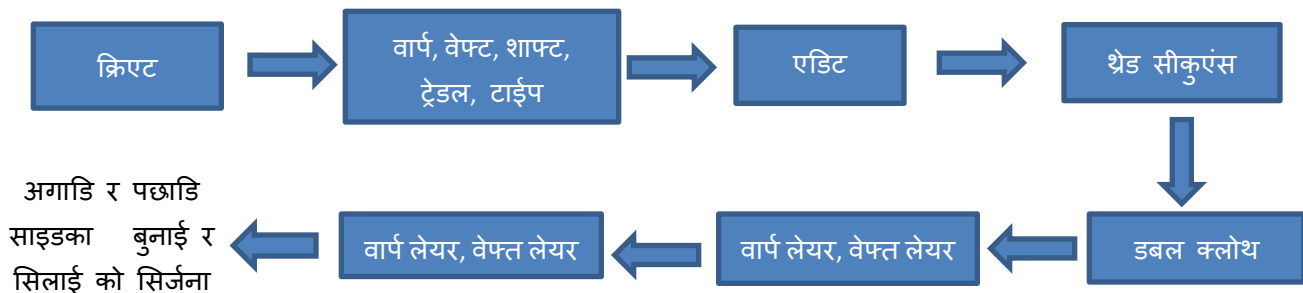 क्रिएट
वार्प, वेफ्ट, शाफ्ट,
ट्रेडल, टाईप
एडिट
थ्रेड सीकुएंस
डबल क्लोथ
वार्प लेयर, वेफ्त लेयर
वार्प लेयर, वेफ्त लेयर
अगाडि र पछाडि
साइडका बुनाई र
सिलाई को सिर्जना